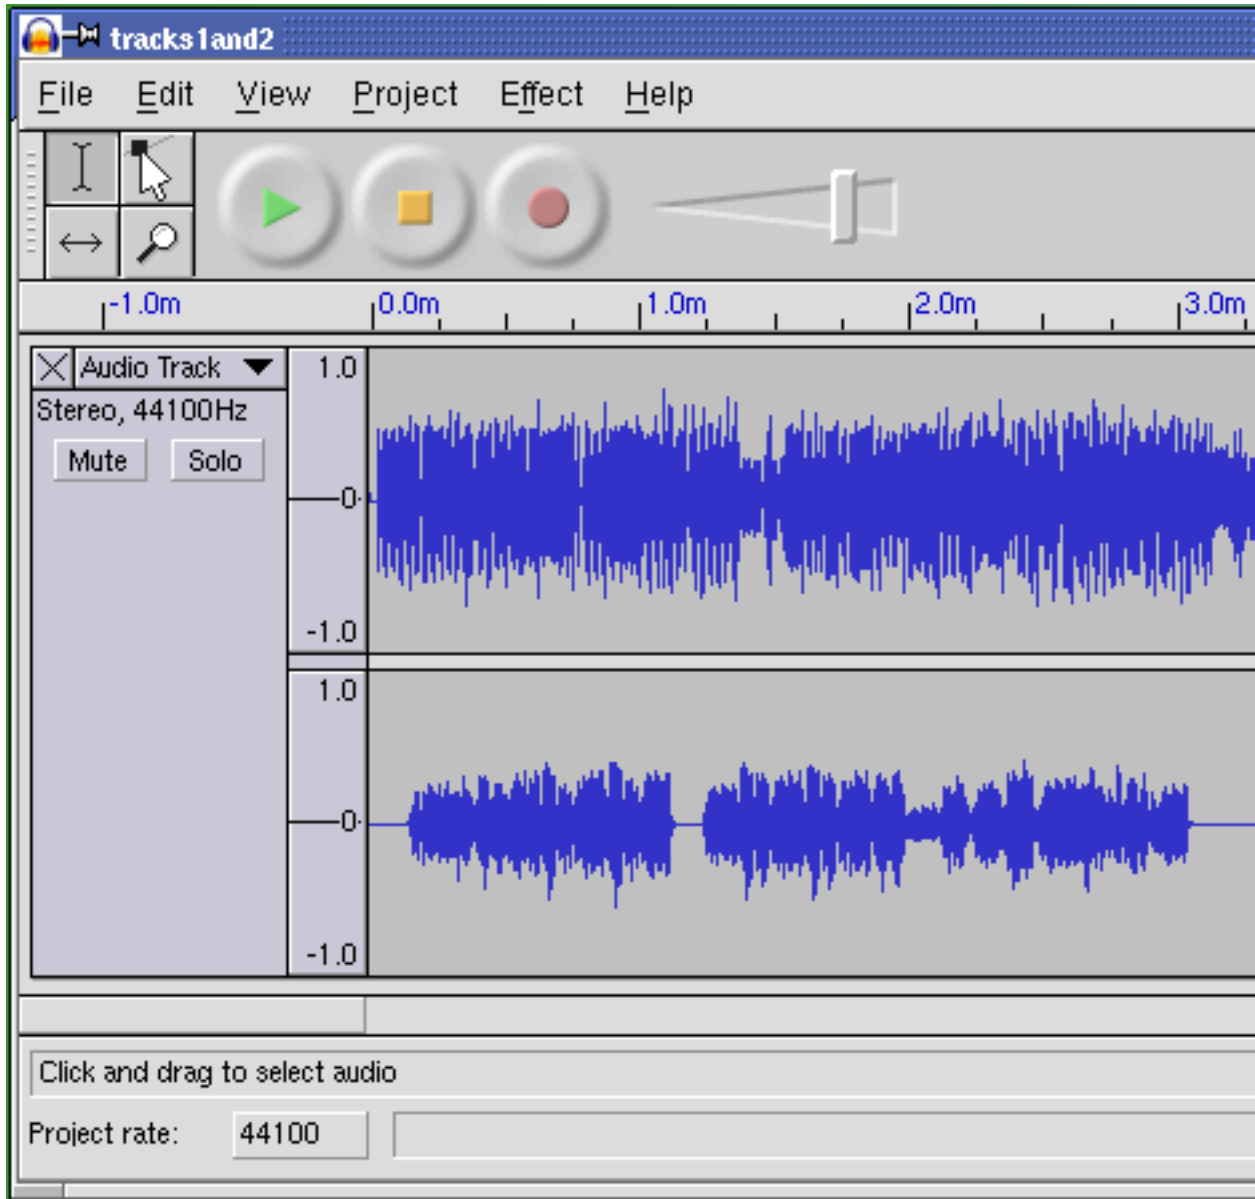 tracks1and2
File Edit View Project Effect Help
-1.0m 0.0m 1.0m 2.0m 3.0m
Audio Track 1.0
Stereo, 44100Hz
Mute Solo
0
-1.0
1.0
0
-1.0
Click and drag to select audio
Project rate: 44100